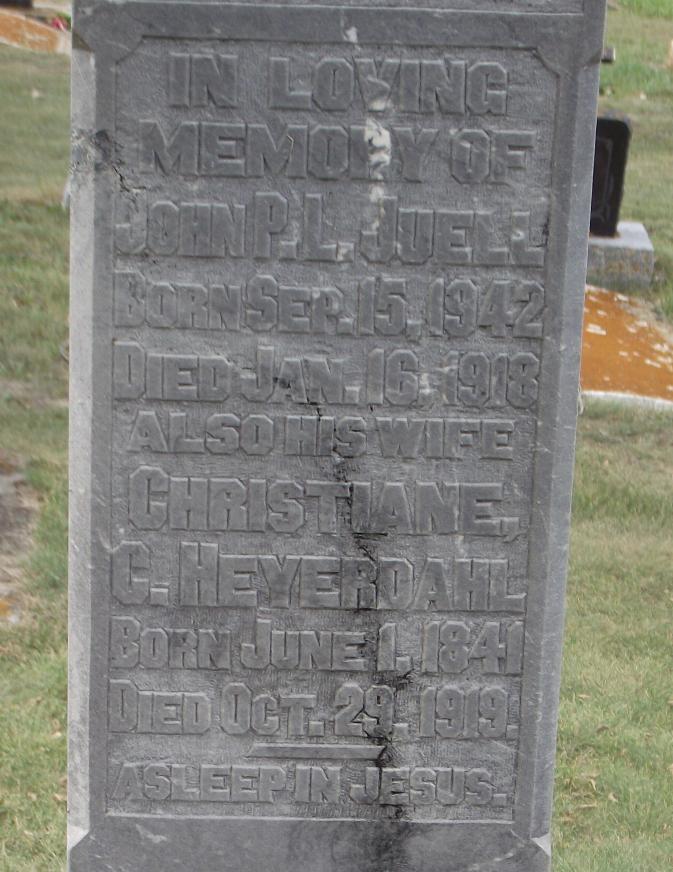 IN LOVING
MEMORY OF
JOHN P. L. JUELL
BORN SEP. 15, 1942
DIED JAN. 16, 1918
ALSO HIS WIFE
CHRISTIANE,
C. HEYERDAHL
BORN JUNE 1, 1841
DIED OCT. 29, 1919.
ASLEEP IN JESUS.